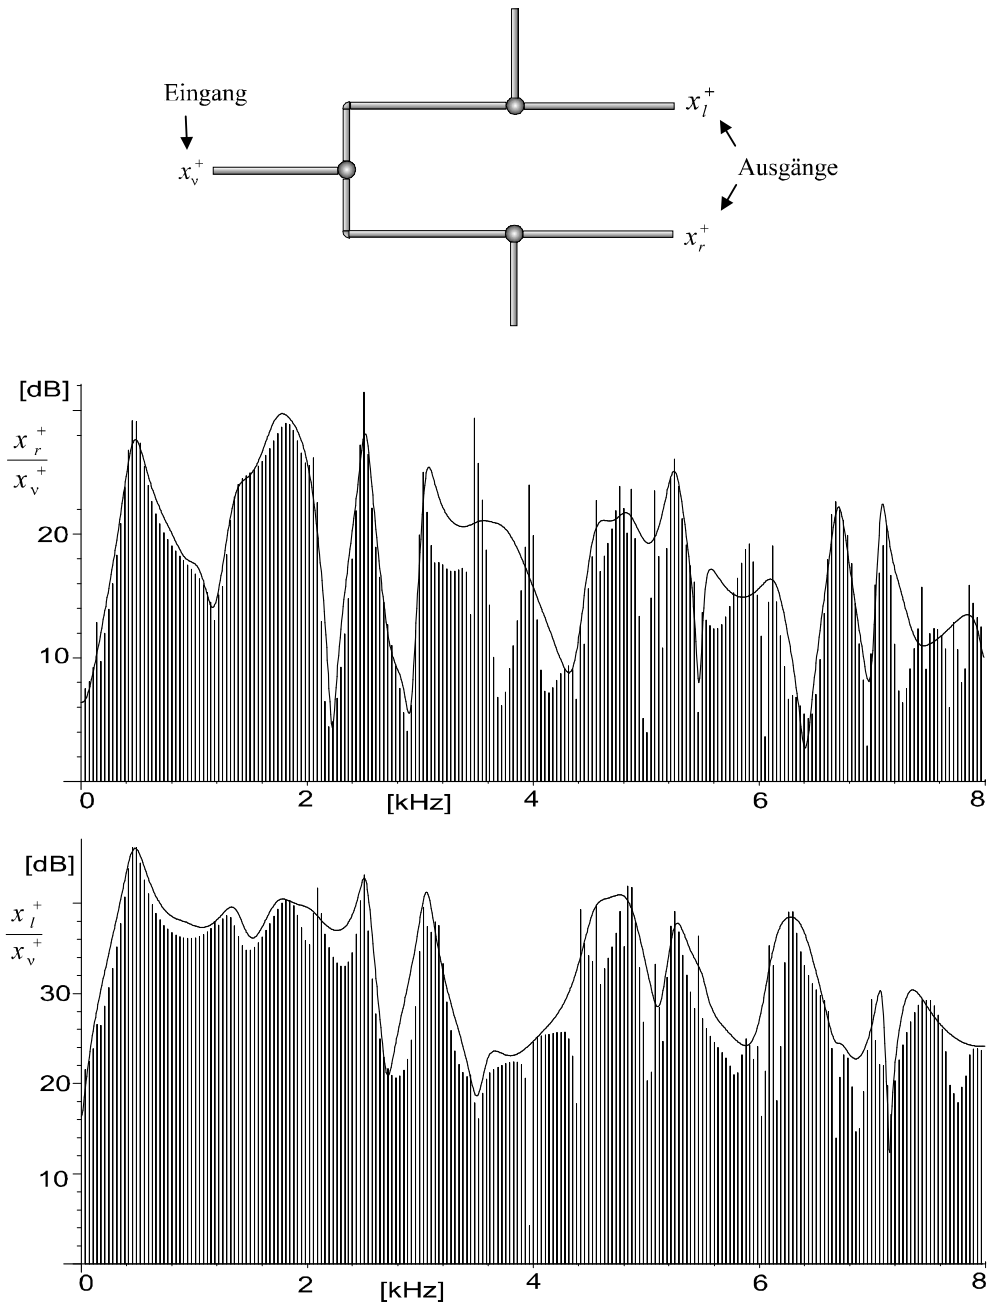 Eingang
x_ν^+
x_l^+
Ausgänge
x_r^+
[dB]
x_r^+
x_ν^+
20
10
0 2 4 6 8
[kHz]
[dB]
x_l^+
x_ν^+
30
20
10
0 2 4 6 8
[kHz]